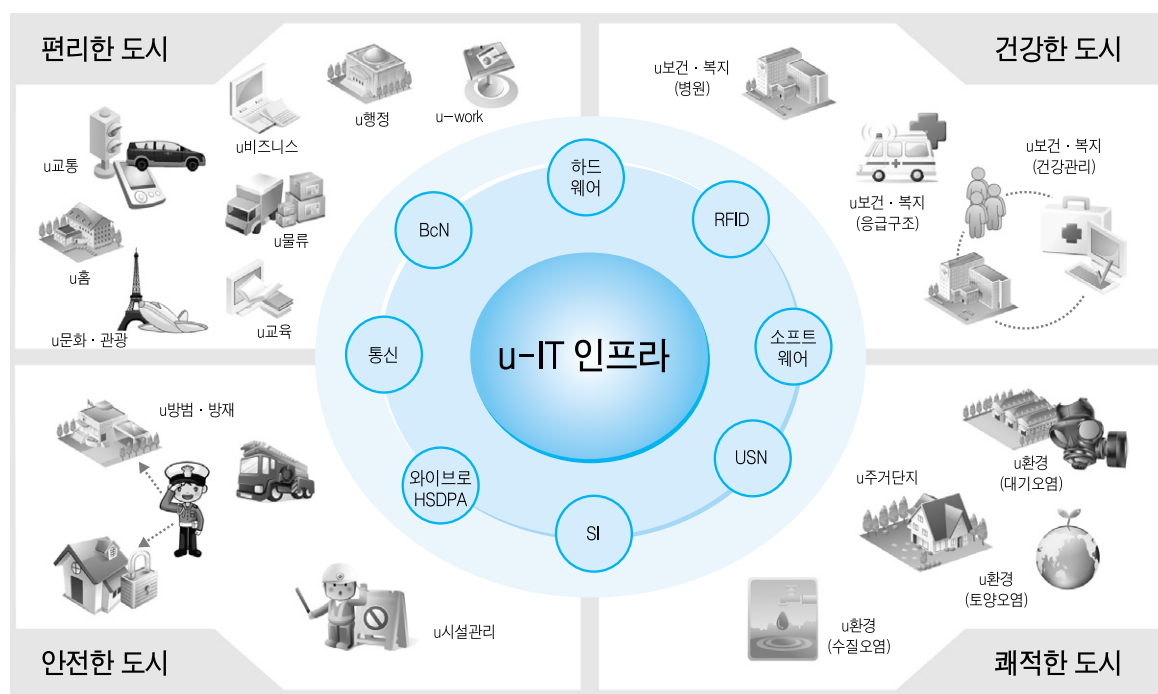 편리한 도시
u교통
u비즈니스
u행정
u-work
u홈
u물류
u문화 · 관광
u교육
건강한 도시
u보건 · 복지
(병원)
u보건 · 복지
(응급구조)
u보건 · 복지
(건강관리)
하드
웨어
BcN
RFID
통신
u-IT 인프라
소프트
웨어
와이브로
HSDPA
USN
SI
u방범 · 방재
u시설관리
안전한 도시
u주거단지
u환경
(대기오염)
u환경
(토양오염)
u환경
(수질오염)
쾌적한 도시